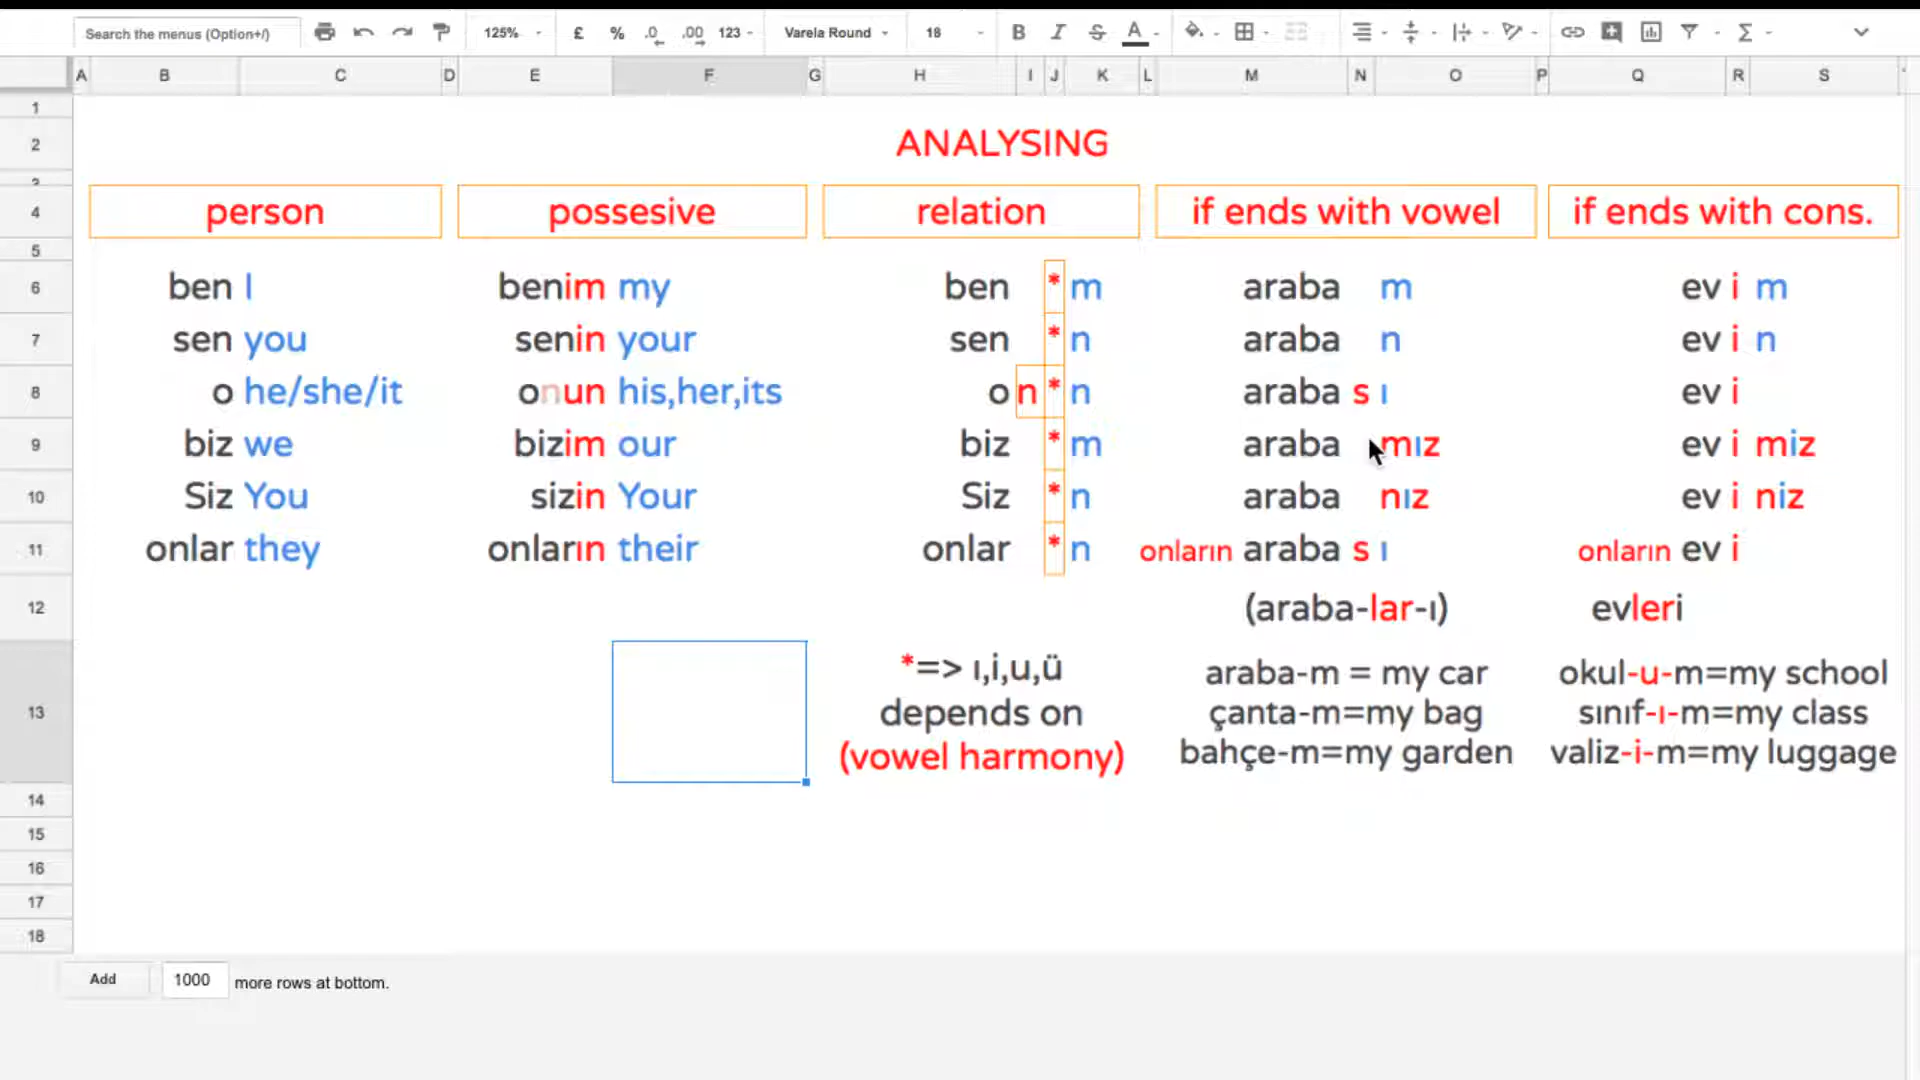 Search the menus (Option+/) 125% £ % .0 .00 123 Varela Round 18 B I S A Σ
A B C D E F G H I J K L M N O P Q R S
1
2 ANALYSING
3
4 person possesive relation if ends with vowel if ends with cons.
5
6 ben I benim my ben * m araba m ev i m
7 sen you senin your sen * n araba n ev i n
8 o he/she/it onun his,her,its o n * n araba s ı ev i
9 biz we bizim our biz * m araba mız ev i miz
10 Siz You sizin Your Siz * n araba nız ev i niz
11 onlar they onların their onlar * n onların araba s ı onların ev i
12 (araba-lar-ı) evleri
13 *=> ı,i,u,ü araba-m = my car okul-u-m=my school
depends on çanta-m=my bag sınıf-ı-m=my class
(vowel harmony) bahçe-m=my garden valiz-i-m=my luggage
14
15
16
17
18
Add 1000 more rows at bottom.